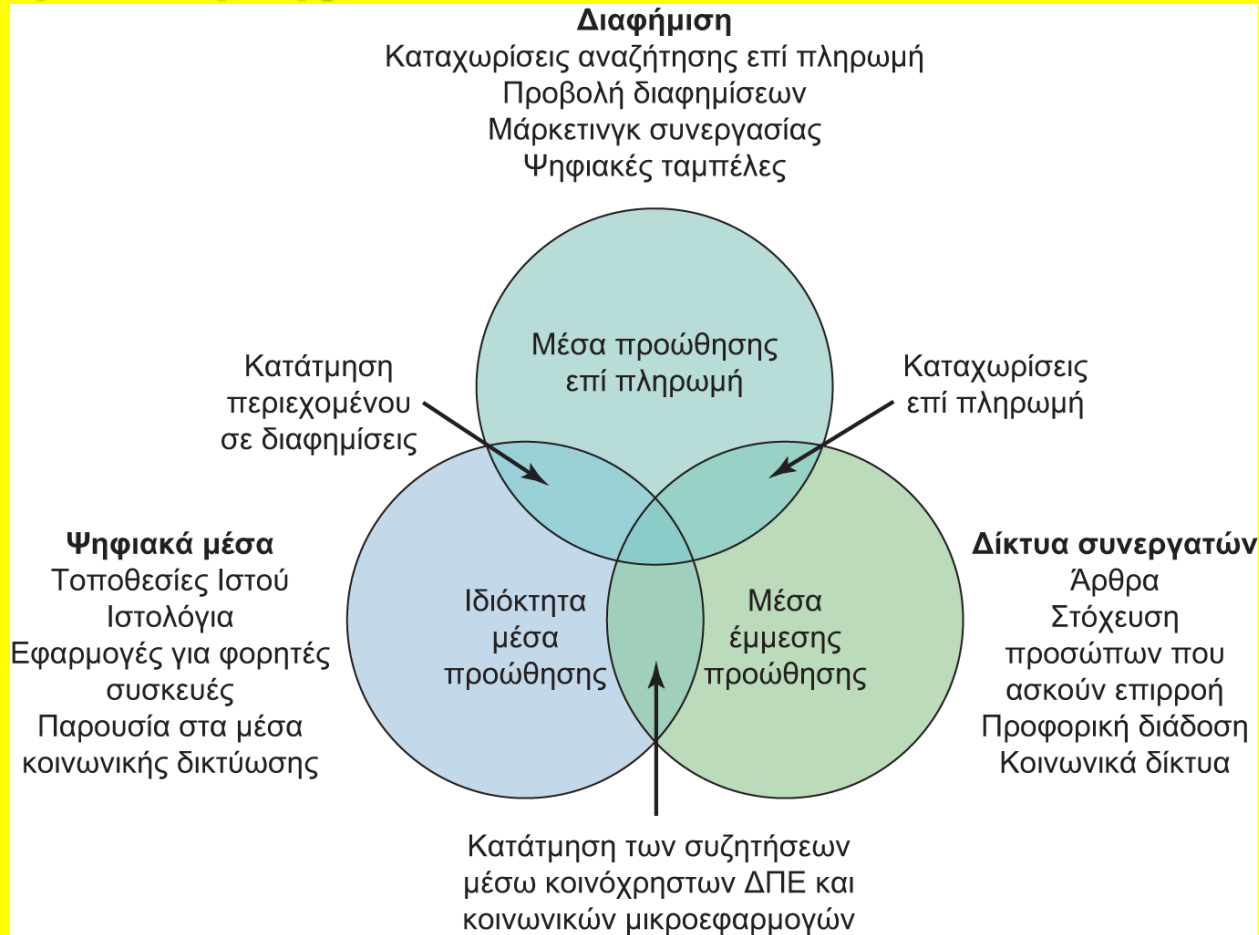 Διαφήμιση
Καταχωρίσεις αναζήτησης επί πληρωμή
Προβολή διαφημίσεων
Μάρκετινγκ συνεργασίας
Ψηφιακές ταμπέλες
Μέσα προώθησης
επί πληρωμή
Κατάτμηση
περιεχομένου
σε διαφημίσεις
Καταχωρίσεις
επί πληρωμή
Ψηφιακά μέσα
Τοποθεσίες Ιστού
Ιστολόγια
Εφαρμογές για φορητές
συσκευές
Παρουσία στα μέσα
κοινωνικής δικτύωσης
Ιδιόκτητα
μέσα
προώθησης
Μέσα
έμμεσης
προώθησης
Δίκτυα συνεργατών
Άρθρα
Στόχευση
προσώπων που
ασκούν επιρροή
Προφορική διάδοση
Κοινωνικά δίκτυα
Κατάτμηση των συζητήσεων
μέσω κοινόχρηστων ΔΠΕ και
κοινωνικών μικροεφαρμογών